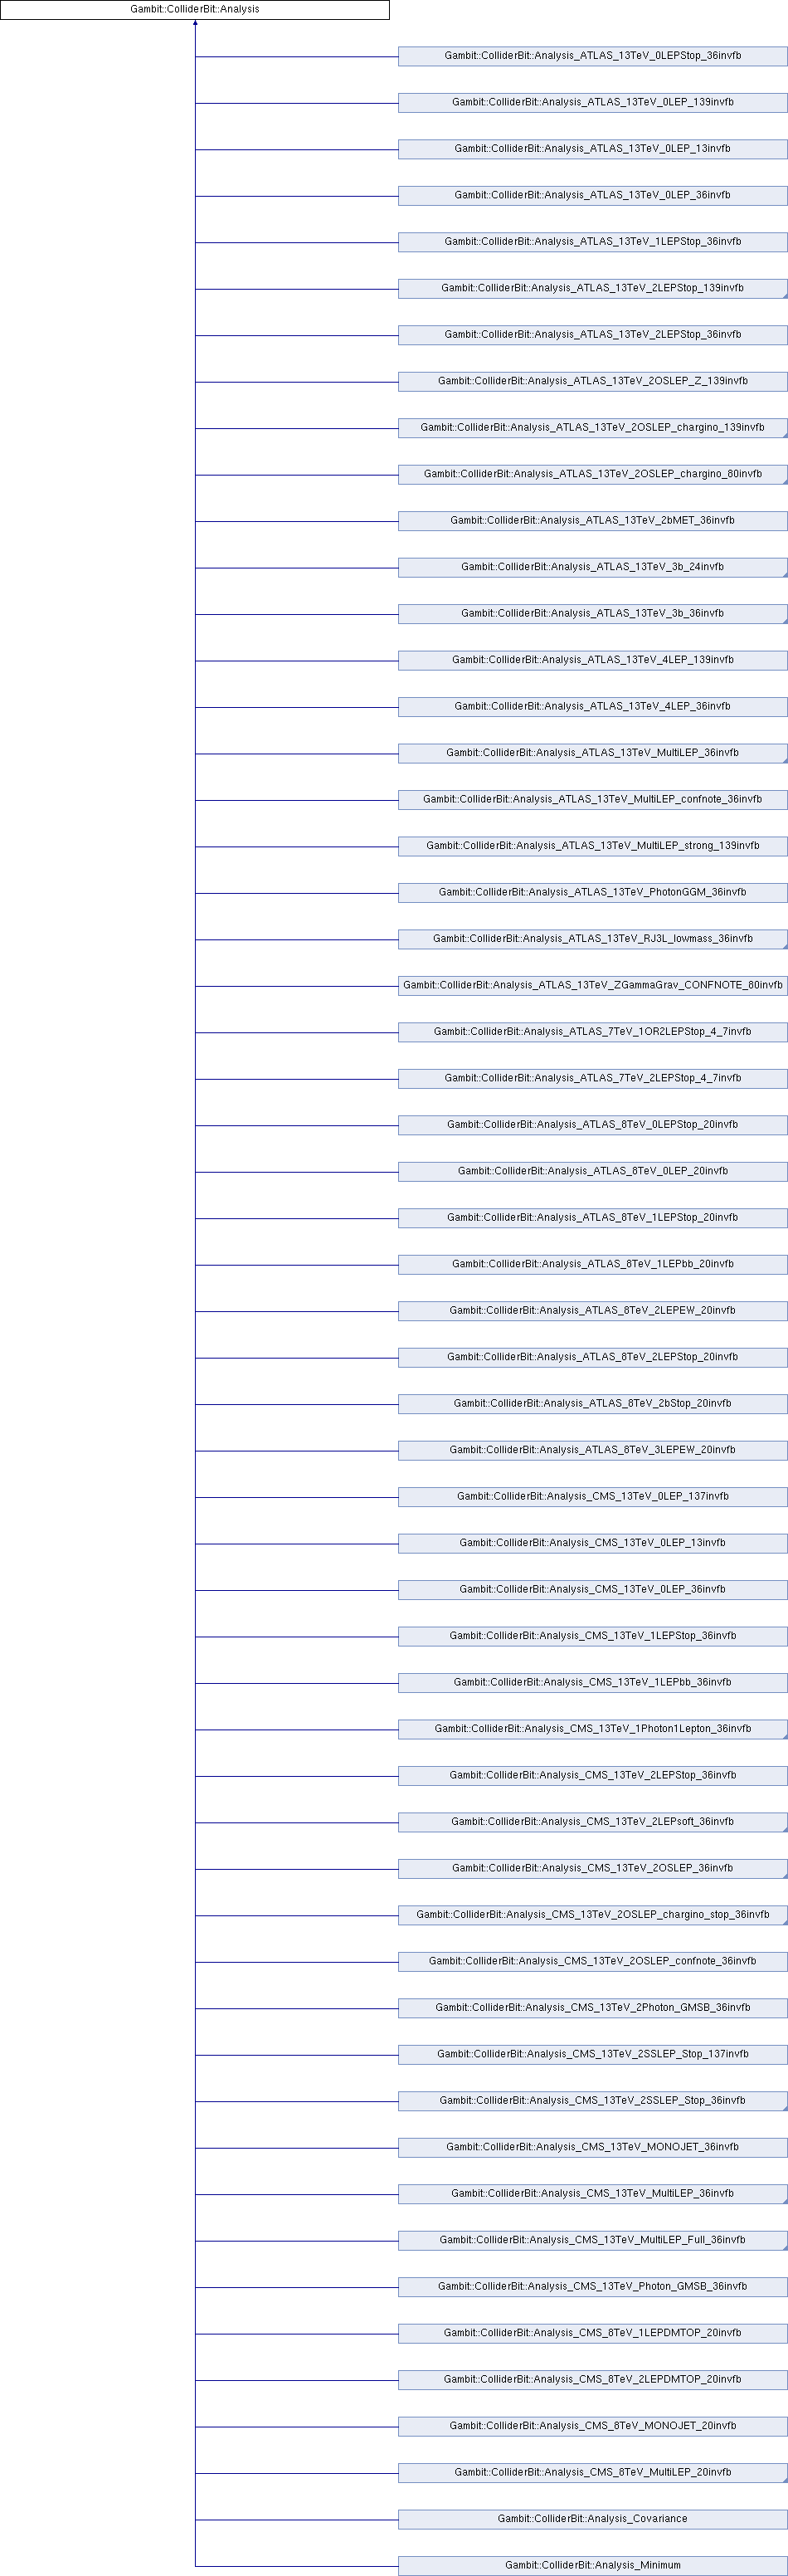 Gambit::ColliderBit::Analysis
Gambit::ColliderBit::Analysis_ATLAS_13TeV_0LEPStop_36invfb
Gambit::ColliderBit::Analysis_ATLAS_13TeV_0LEP_139invfb
Gambit::ColliderBit::Analysis_ATLAS_13TeV_0LEP_13invfb
Gambit::ColliderBit::Analysis_ATLAS_13TeV_0LEP_36invfb
Gambit::ColliderBit::Analysis_ATLAS_13TeV_1LEPStop_36invfb
Gambit::ColliderBit::Analysis_ATLAS_13TeV_2LEPStop_139invfb
Gambit::ColliderBit::Analysis_ATLAS_13TeV_2LEPStop_36invfb
Gambit::ColliderBit::Analysis_ATLAS_13TeV_2OSLEP_Z_139invfb
Gambit::ColliderBit::Analysis_ATLAS_13TeV_2OSLEP_chargino_139invfb
Gambit::ColliderBit::Analysis_ATLAS_13TeV_2OSLEP_chargino_80invfb
Gambit::ColliderBit::Analysis_ATLAS_13TeV_2bMET_36invfb
Gambit::ColliderBit::Analysis_ATLAS_13TeV_3b_24invfb
Gambit::ColliderBit::Analysis_ATLAS_13TeV_3b_36invfb
Gambit::ColliderBit::Analysis_ATLAS_13TeV_4LEP_139invfb
Gambit::ColliderBit::Analysis_ATLAS_13TeV_4LEP_36invfb
Gambit::ColliderBit::Analysis_ATLAS_13TeV_MultiLEP_36invfb
Gambit::ColliderBit::Analysis_ATLAS_13TeV_MultiLEP_confnote_36invfb
Gambit::ColliderBit::Analysis_ATLAS_13TeV_MultiLEP_strong_139invfb
Gambit::ColliderBit::Analysis_ATLAS_13TeV_PhotonGGM_36invfb
Gambit::ColliderBit::Analysis_ATLAS_13TeV_RJ3L_lowmass_36invfb
Gambit::ColliderBit::Analysis_ATLAS_13TeV_ZGammaGrav_CONFNOTE_80invfb
Gambit::ColliderBit::Analysis_ATLAS_7TeV_1OR2LEPStop_4_7invfb
Gambit::ColliderBit::Analysis_ATLAS_7TeV_2LEPStop_4_7invfb
Gambit::ColliderBit::Analysis_ATLAS_8TeV_0LEPStop_20invfb
Gambit::ColliderBit::Analysis_ATLAS_8TeV_0LEP_20invfb
Gambit::ColliderBit::Analysis_ATLAS_8TeV_1LEPStop_20invfb
Gambit::ColliderBit::Analysis_ATLAS_8TeV_1LEPbb_20invfb
Gambit::ColliderBit::Analysis_ATLAS_8TeV_2LEPEW_20invfb
Gambit::ColliderBit::Analysis_ATLAS_8TeV_2LEPStop_20invfb
Gambit::ColliderBit::Analysis_ATLAS_8TeV_2bStop_20invfb
Gambit::ColliderBit::Analysis_ATLAS_8TeV_3LEPEW_20invfb
Gambit::ColliderBit::Analysis_CMS_13TeV_0LEP_137invfb
Gambit::ColliderBit::Analysis_CMS_13TeV_0LEP_13invfb
Gambit::ColliderBit::Analysis_CMS_13TeV_0LEP_36invfb
Gambit::ColliderBit::Analysis_CMS_13TeV_1LEPStop_36invfb
Gambit::ColliderBit::Analysis_CMS_13TeV_1LEPbb_36invfb
Gambit::ColliderBit::Analysis_CMS_13TeV_1Photon1Lepton_36invfb
Gambit::ColliderBit::Analysis_CMS_13TeV_2LEPStop_36invfb
Gambit::ColliderBit::Analysis_CMS_13TeV_2LEPsoft_36invfb
Gambit::ColliderBit::Analysis_CMS_13TeV_2OSLEP_36invfb
Gambit::ColliderBit::Analysis_CMS_13TeV_2OSLEP_chargino_stop_36invfb
Gambit::ColliderBit::Analysis_CMS_13TeV_2OSLEP_confnote_36invfb
Gambit::ColliderBit::Analysis_CMS_13TeV_2Photon_GMSB_36invfb
Gambit::ColliderBit::Analysis_CMS_13TeV_2SSLEP_Stop_137invfb
Gambit::ColliderBit::Analysis_CMS_13TeV_2SSLEP_Stop_36invfb
Gambit::ColliderBit::Analysis_CMS_13TeV_MONOJET_36invfb
Gambit::ColliderBit::Analysis_CMS_13TeV_MultiLEP_36invfb
Gambit::ColliderBit::Analysis_CMS_13TeV_MultiLEP_Full_36invfb
Gambit::ColliderBit::Analysis_CMS_13TeV_Photon_GMSB_36invfb
Gambit::ColliderBit::Analysis_CMS_8TeV_1LEPDMTOP_20invfb
Gambit::ColliderBit::Analysis_CMS_8TeV_2LEPDMTOP_20invfb
Gambit::ColliderBit::Analysis_CMS_8TeV_MONOJET_20invfb
Gambit::ColliderBit::Analysis_CMS_8TeV_MultiLEP_20invfb
Gambit::ColliderBit::Analysis_Covariance
Gambit::ColliderBit::Analysis_Minimum